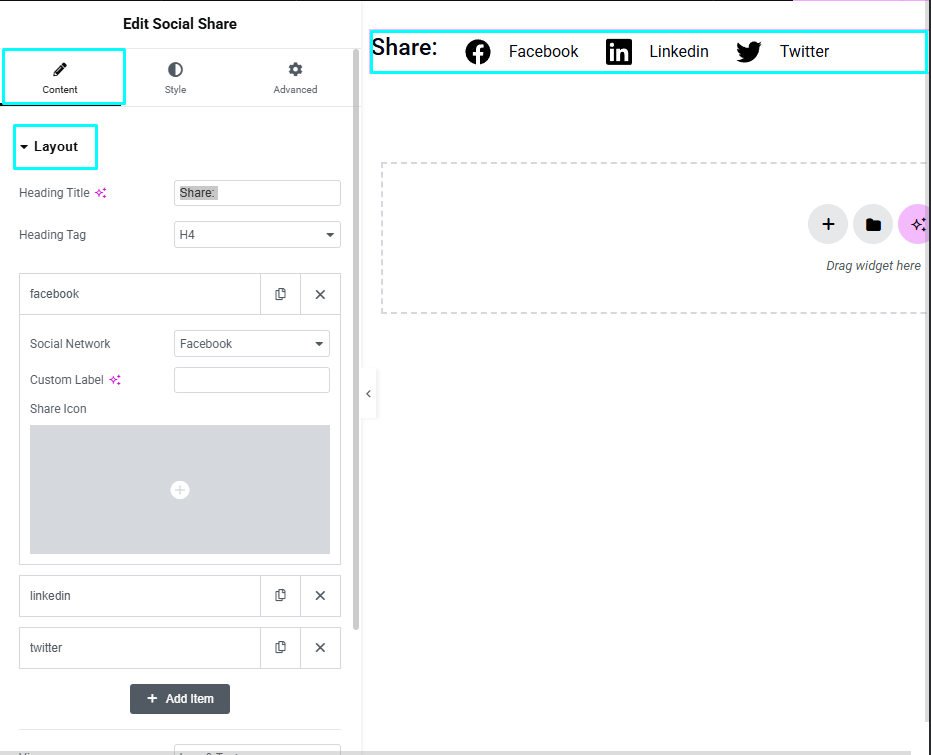 Edit Social Share
Content
Style
Advanced
Layout
Heading Title
Share:
Heading Tag
H4
facebook
Social Network
Facebook
Custom Label
Share Icon
linkedin
twitter
Add Item
Share:
Facebook
Linkedin
Twitter
Drag widget here